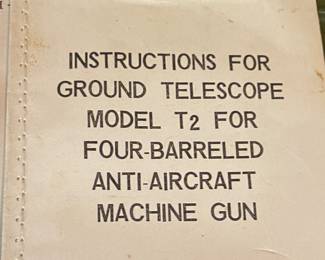 INSTRUCTIONS FOR
GROUND TELESCOPE
MODEL T2 FOR
FOUR-BARRELED
ANTI-AIRCRAFT
MACHINE GUN